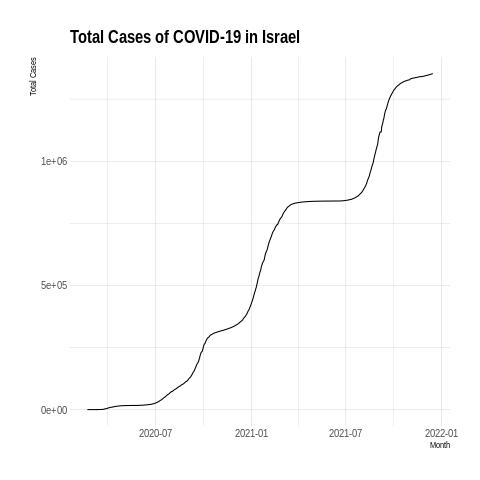 Total Cases of COVID-19 in Israel
Total Cases
1e+06
5e+05
0e+00
2020-07 2021-01 2021-07 2022-01
Month